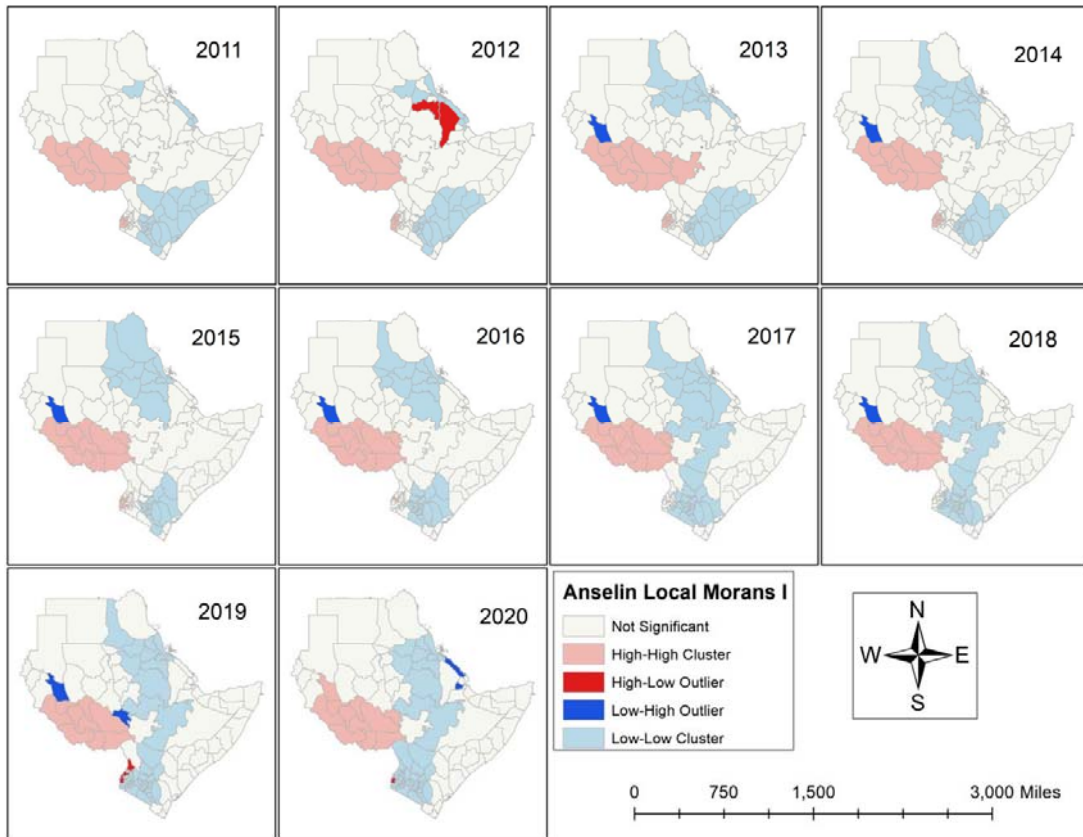 2011
2012
2013
2014
2015
2016
2017
2018
2019
2020
Anselin Local Morans I
Not Significant
High-High Cluster
High-Low Outlier
Low-High Outlier
Low-Low Cluster
N
W E
S
0 750 1,500 3,000 Miles